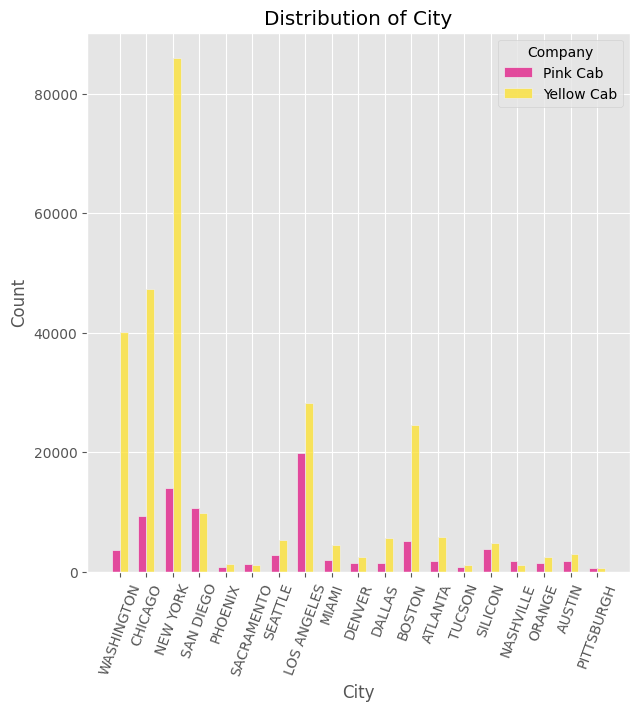 Distribution of City
Company
Pink Cab
Yellow Cab
Count
80000
60000
40000
20000
0
WASHINGTON
CHICAGO
NEW YORK
SAN DIEGO
PHOENIX
SACRAMENTO
SEATTLE
LOS ANGELES
MIAMI
DENVER
DALLAS
BOSTON
ATLANTA
TUCSON
SILICON
NASHVILLE
ORANGE
AUSTIN
PITTSBURGH
City